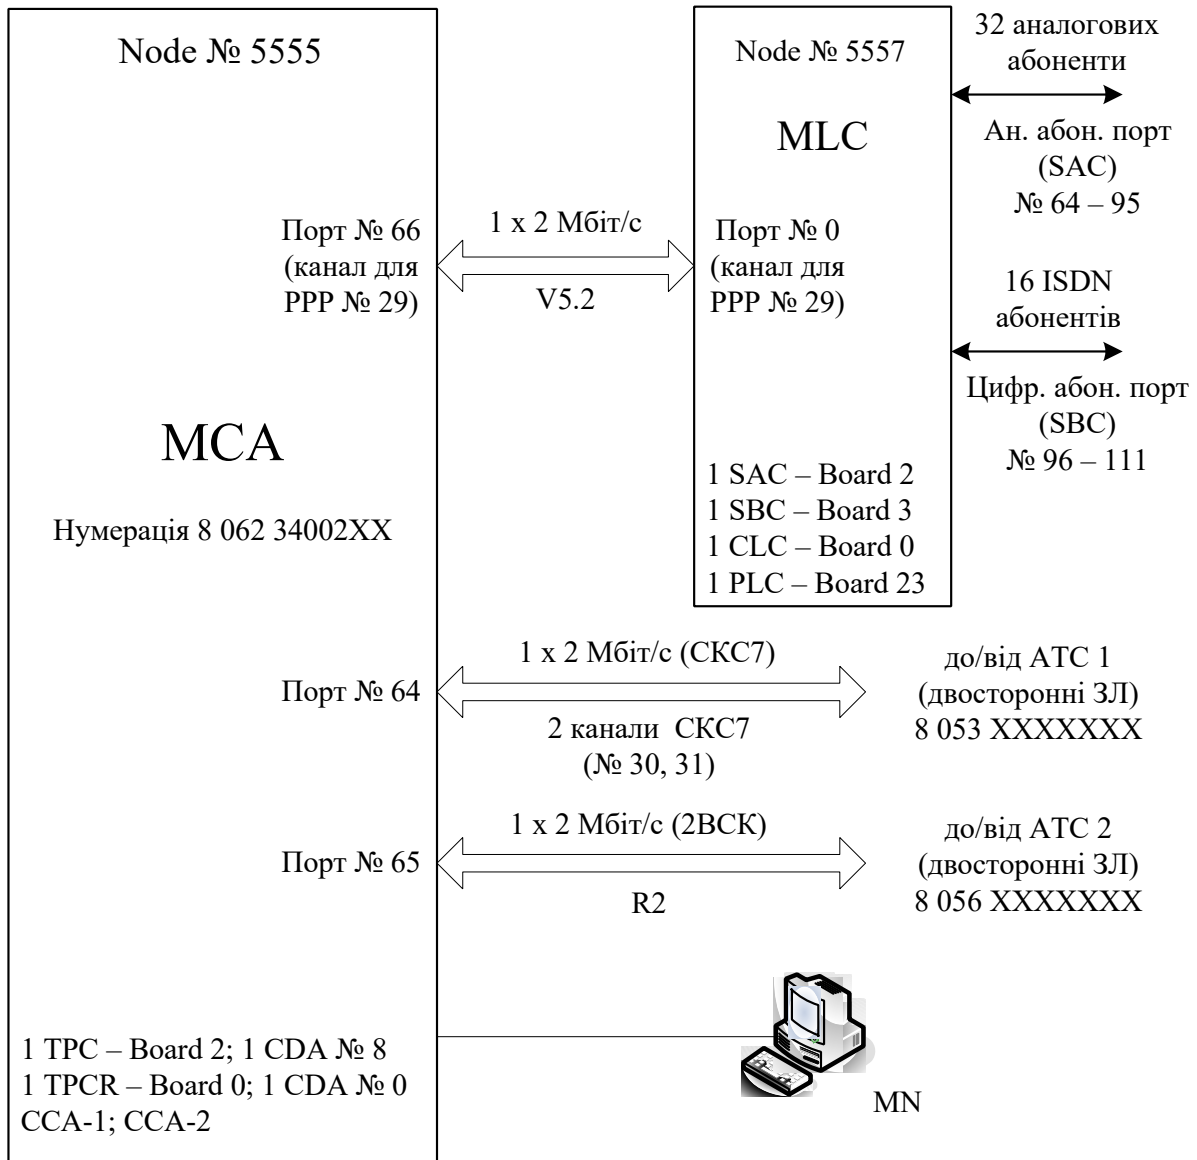 Node № 5555
MCA
Нумерація 8 062 34002XX
Порт № 66
(канал для
PPP № 29)
1 x 2 Мбіт/с
V5.2
Node № 5557
MLC
Порт № 0
(канал для
PPP № 29)
1 SAC – Board 2
1 SBC – Board 3
1 CLC – Board 0
1 PLC – Board 23
32 аналогових
абоненти
Ан. абон. порт
(SAC)
№ 64 – 95
16 ISDN
абонентів
Цифр. абон. порт
(SBC)
№ 96 – 111
Порт № 64
1 x 2 Мбіт/с (СКС7)
2 канали СКС7
(№ 30, 31)
до/від АТС 1
(двосторонні ЗЛ)
8 053 XXXXXXX
Порт № 65
1 x 2 Мбіт/с (2ВСК)
R2
до/від АТС 2
(двосторонні ЗЛ)
8 056 XXXXXXX
1 TPC – Board 2; 1 CDA № 8
1 TPCR – Board 0; 1 CDA № 0
CCA-1; CCA-2
MN